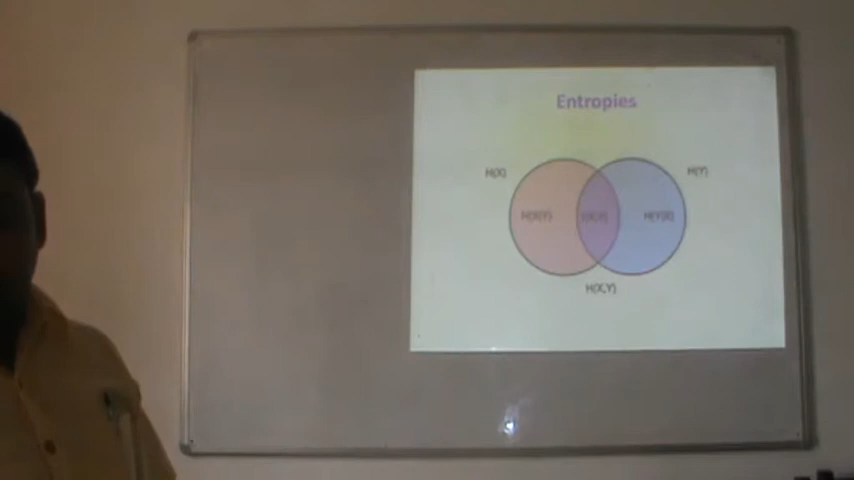 Entropies
H(X) H(Y)
H(X|Y) I(X;Y) H(Y|X)
H(X,Y)